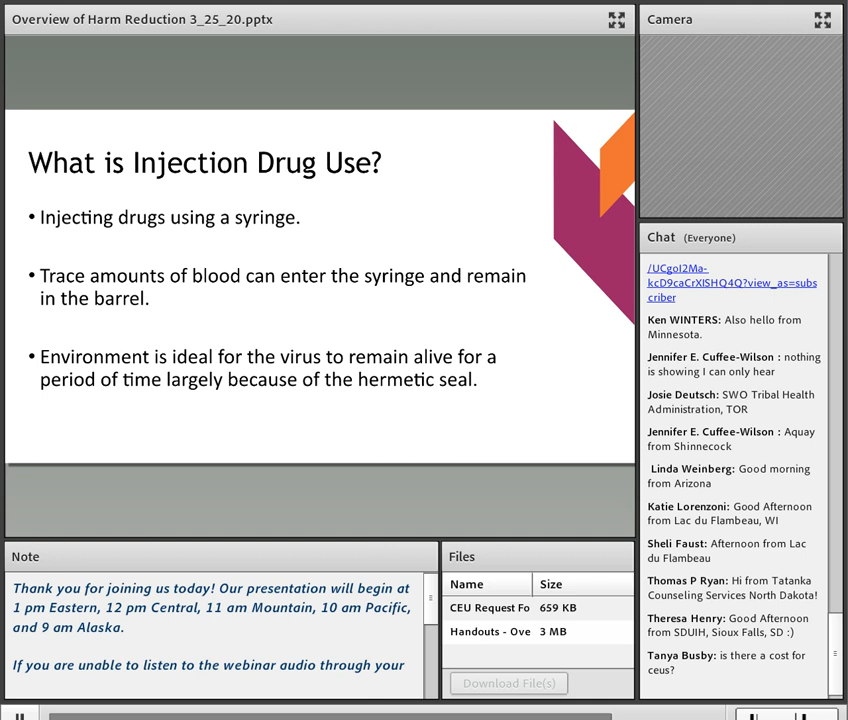 Overview of Harm Reduction 3_25_20.pptx
What is Injection Drug Use?
• Injecting drugs using a syringe.
• Trace amounts of blood can enter the syringe and remain
in the barrel.
• Environment is ideal for the virus to remain alive for a
period of time largely because of the hermetic seal.
Camera
Chat (Everyone)
/UCgoI2Ma-
kcD9caCrXISHQ4Q?view_as=subs
criber
Ken WINTERS: Also hello from
Minnesota.
Jennifer E. Cuffee-Wilson : nothing
is showing I can only hear
Josie Deutsch: SWO Tribal Health
Administration, TOR
Jennifer E. Cuffee-Wilson : Aquay
from Shinnecock
Linda Weinberg: Good morning
from Arizona
Katie Lorenzoni: Good Afternoon
from Lac du Flambeau, WI
Sheli Faust: Afternoon from Lac
du Flambeau
Thomas P Ryan: Hi from Tatanka
Counseling Services North Dakota!
Theresa Henry: Good Afternoon
from SDUIH, Sioux Falls, SD :)
Tanya Busby: is there a cost for
ceus?
Note
Thank you for joining us today! Our presentation will begin at
1 pm Eastern, 12 pm Central, 11 am Mountain, 10 am Pacific,
and 9 am Alaska.
If you are unable to listen to the webinar audio through your
Files
Name Size
CEU Request Fo 659 KB
Handouts - Ove 3 MB
Download File(s)